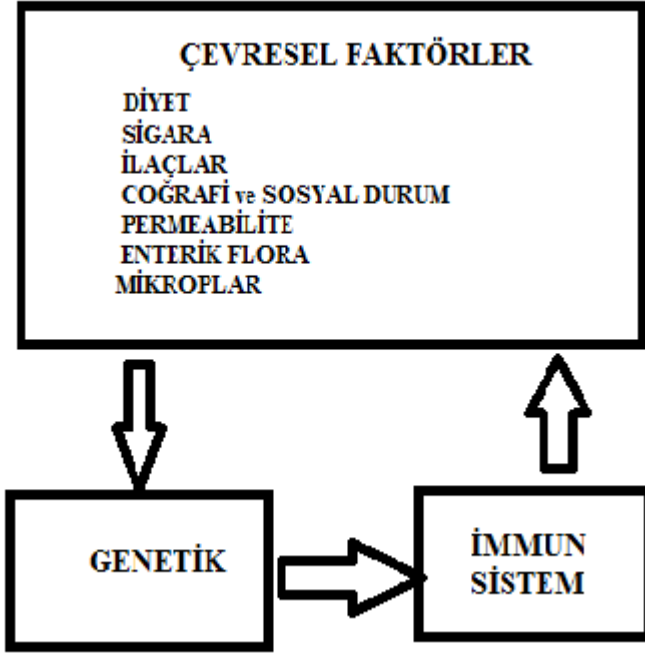 ÇEVRESEL FAKTÖRLER
DİYET
SİGARA
İLAÇLAR
COĞRAFİ ve SOSYAL DURUM
PERMEABİLİTE
ENTERİK FLORA
MİKROPLAR
GENETİK
İMMUN
SİSTEM